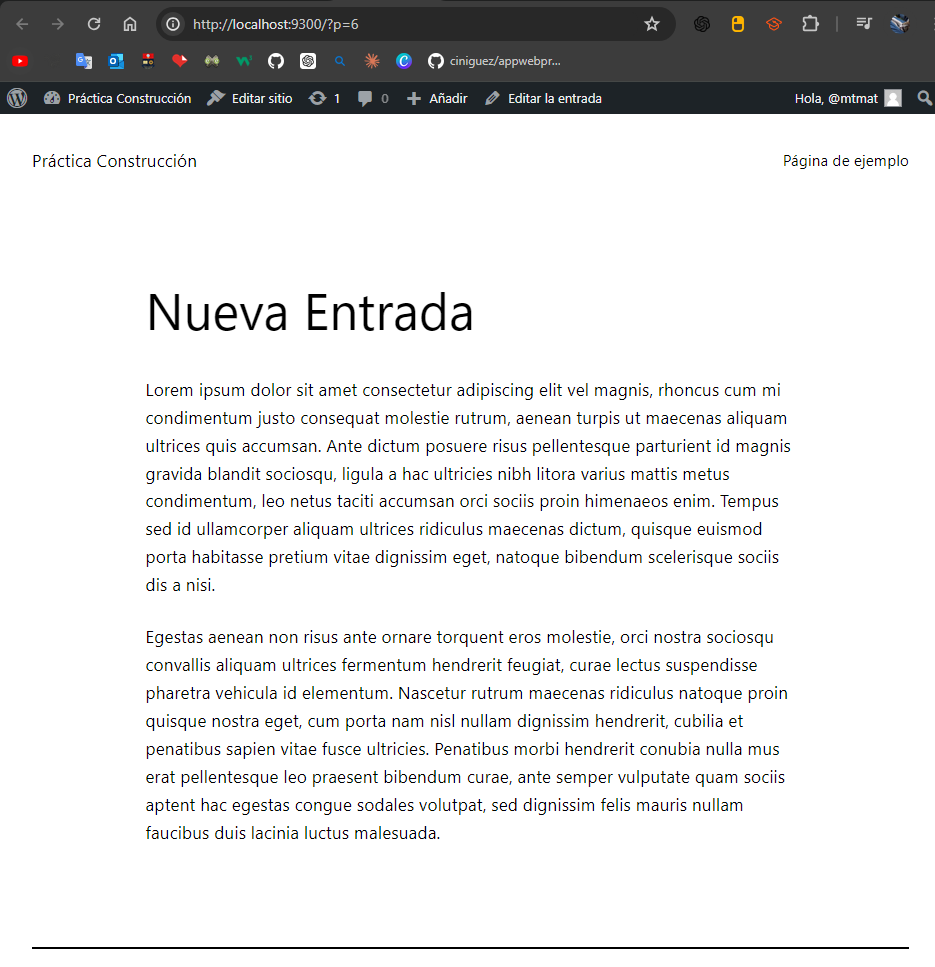 http://localhost:9300/?p=6
ciniguez/appwebpr...
Práctica Construcción
Editar sitio
1
0
Añadir
Editar la entrada
Hola, @mtmat
Práctica Construcción
Página de ejemplo
Nueva Entrada
Lorem ipsum dolor sit amet consectetur adipiscing elit vel magnis, rhoncus cum mi
condimentum justo consequat molestie rutrum, aenean turpis ut maecenas aliquam
ultrices quis accumsan. Ante dictum posuere risus pellentesque parturient id magnis
gravida blandit sociosqu, ligula a hac ultricies nibh litora varius mattis metus
condimentum, leo netus taciti accumsan orci sociis proin himenaeos enim. Tempus
sed id ullamcorper aliquam ultrices ridiculus maecenas dictum, quisque euismod
porta habitasse pretium vitae dignissim eget, natoque bibendum scelerisque sociis
dis a nisi.
Egestas aenean non risus ante ornare torquent eros molestie, orci nostra sociosqu
convallis aliquam ultrices fermentum hendrerit feugiat, curae lectus suspendisse
pharetra vehicula id elementum. Nascetur rutrum maecenas ridiculus natoque proin
quisque nostra eget, cum porta nam nisl nullam dignissim hendrerit, cubilia et
penatibus sapien vitae fusce ultricies. Penatibus morbi hendrerit conubia nulla mus
erat pellentesque leo praesent bibendum curae, ante semper vulputate quam sociis
aptent hac egestas congue sodales volutpat, sed dignissim felis mauris nullam
faucibus duis lacinia luctus malesuada.